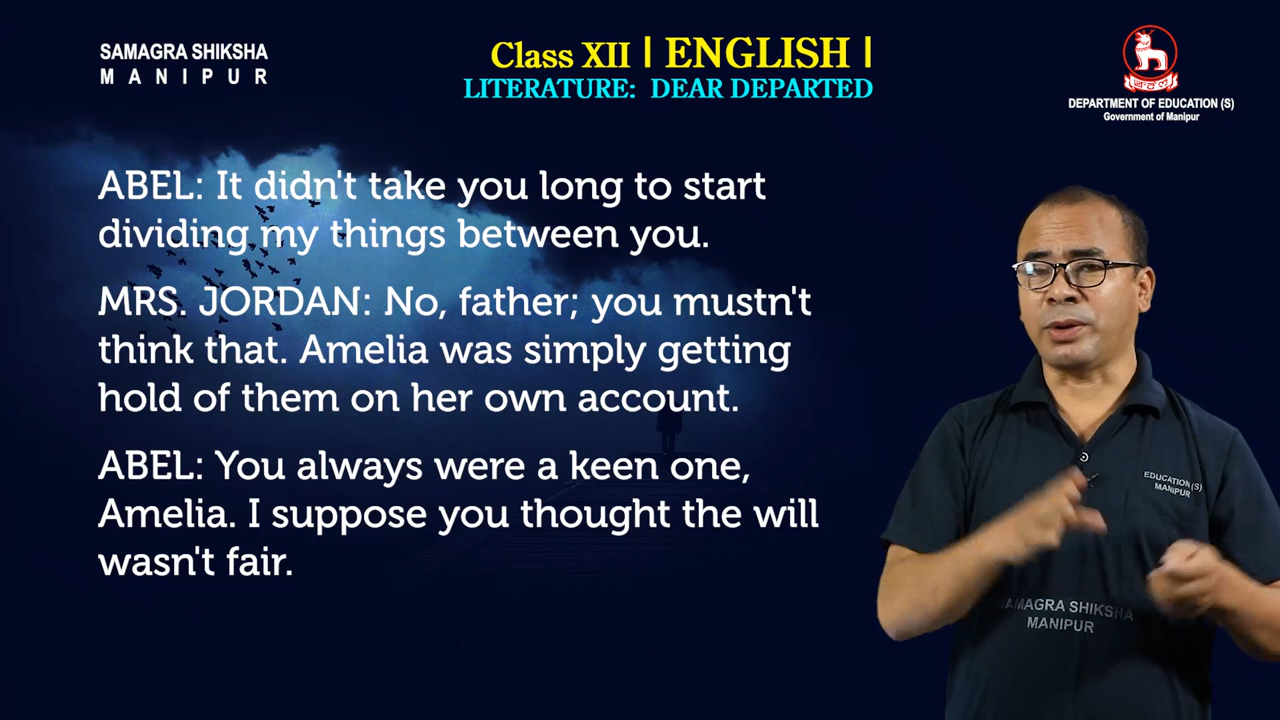 SAMAGRA SHIKSHA
MANIPUR
Class XII | ENGLISH |
LITERATURE: DEAR DEPARTED
DEPARTMENT OF EDUCATION (S)
Government of Manipur
ABEL: It didn't take you long to start
dividing my things between you.
MRS. JORDAN: No, father; you mustn't
think that. Amelia was simply getting
hold of them on her own account.
ABEL: You always were a keen one,
Amelia. I suppose you thought the will
wasn't fair.
EDUCATION (S)
MANIPUR
SAMAGRA SHIKSHA
MANIPUR